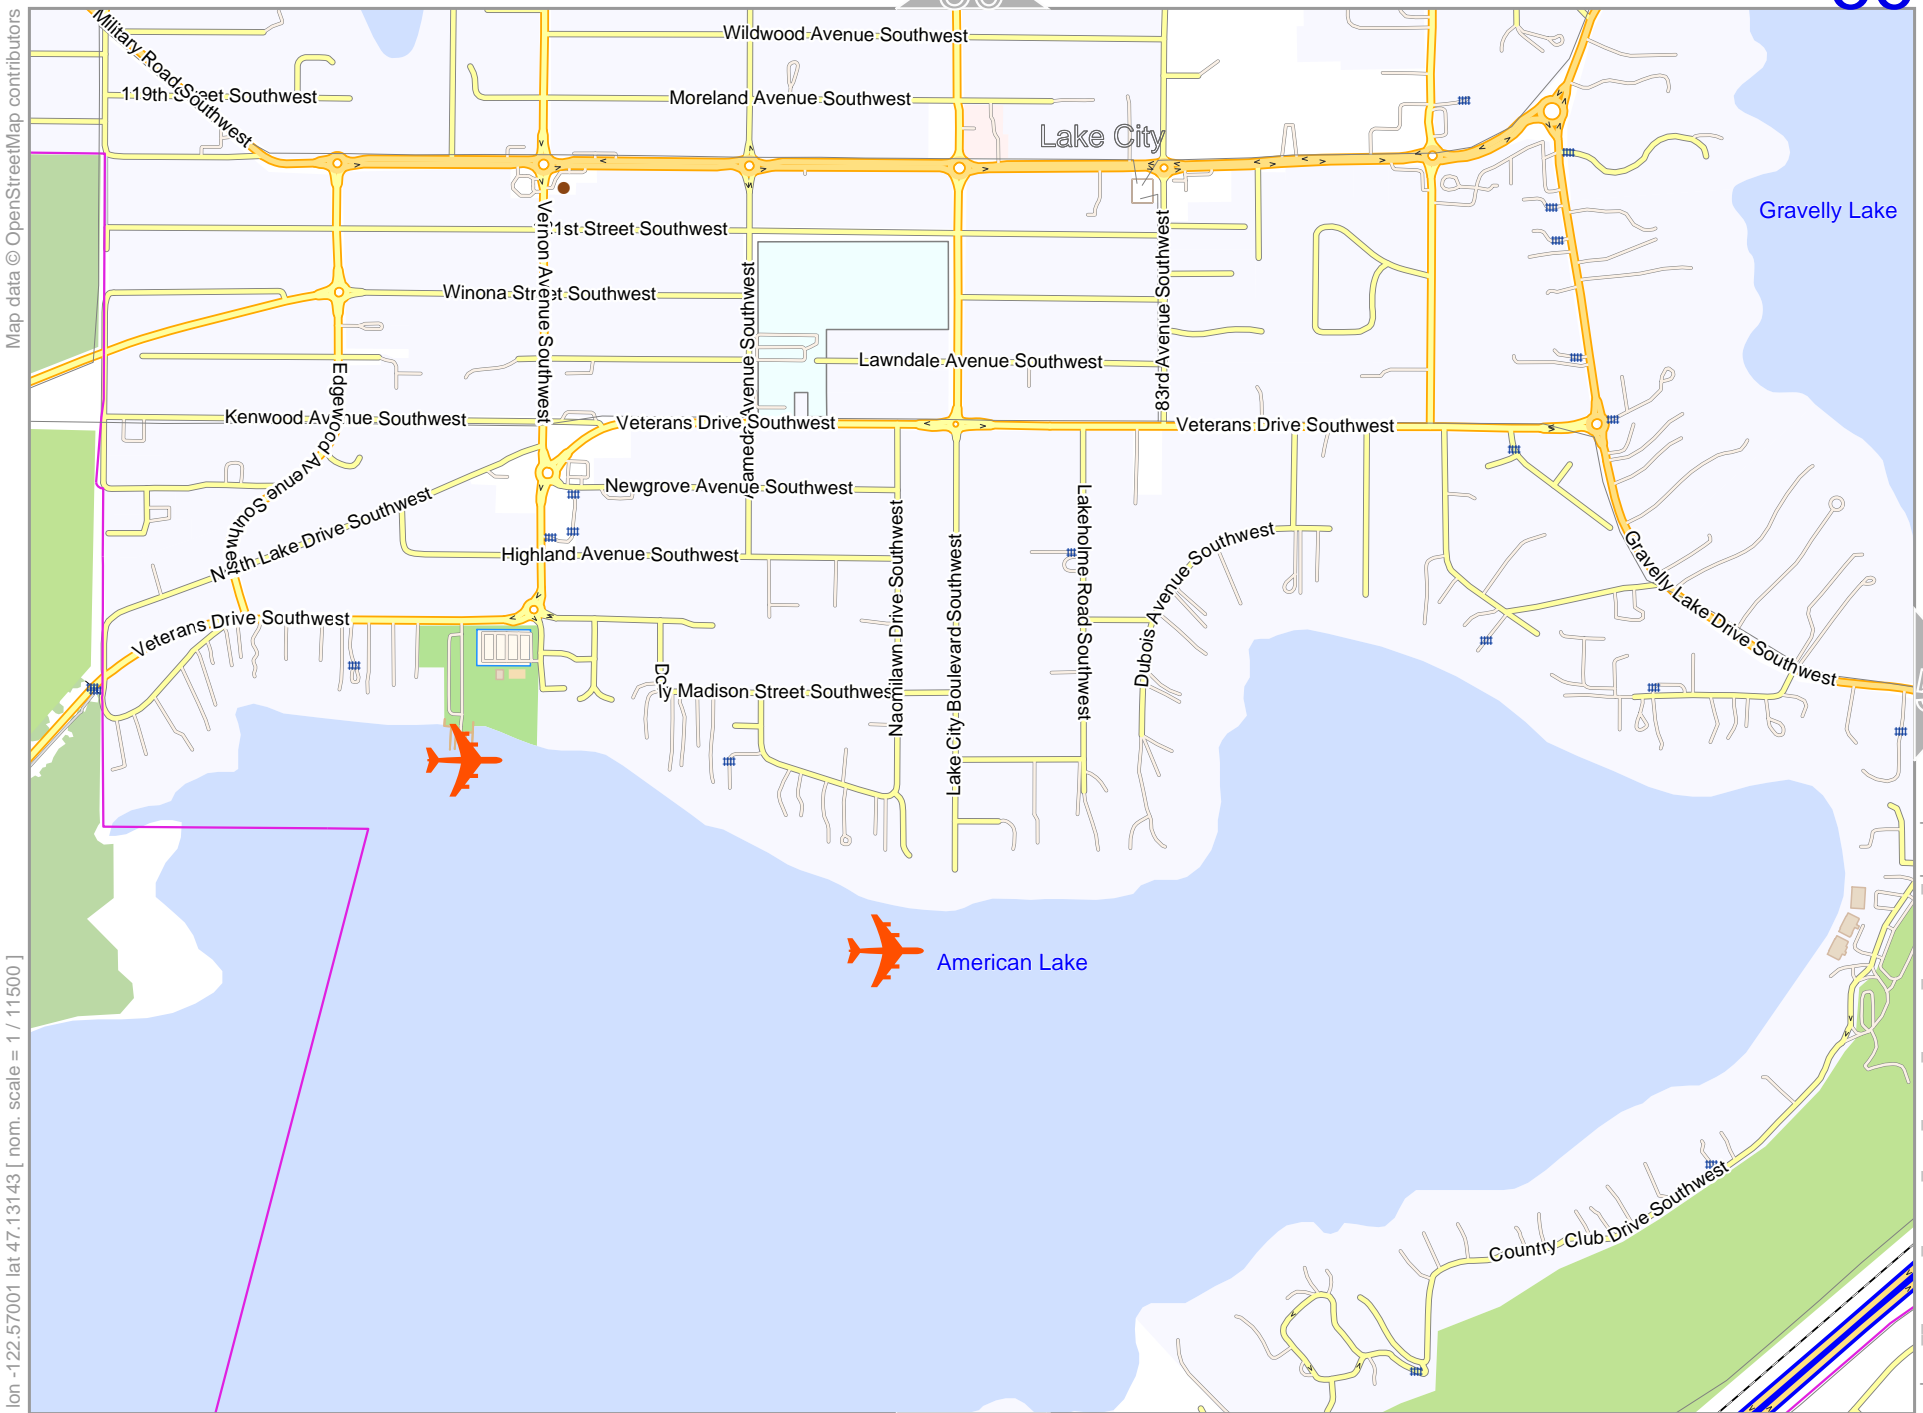 Map data © OpenStreetMap contributors
lon -122.57001 lat 47.13143 [ nom. scale = 1 / 11500 ]
Military Road Southwest
Wildwood Avenue Southwest
119th Street Southwest
Moreland Avenue Southwest
Lake City
Gravelly Lake
Vernon Avenue Southwest
1st Street Southwest
83rd Avenue Southwest
Winona Street Southwest
Avenue Southwest
Lawndale Avenue Southwest
Edgewood Avenue Southwest
Kenwood Avenue Southwest
Veterans Drive Southwest
Veterans Drive Southwest
Newgrove Avenue Southwest
North Lake Drive Southwest
Highland Avenue Southwest
Naomilawn Drive Southwest
Lake City Boulevard Southwest
Lakeholme Road Southwest
Dubois Avenue Southwest
Gravelly Lake Drive Southwest
Veterans Drive Southwest
Madison Street Southwest
American Lake
Country Club Drive Southwest